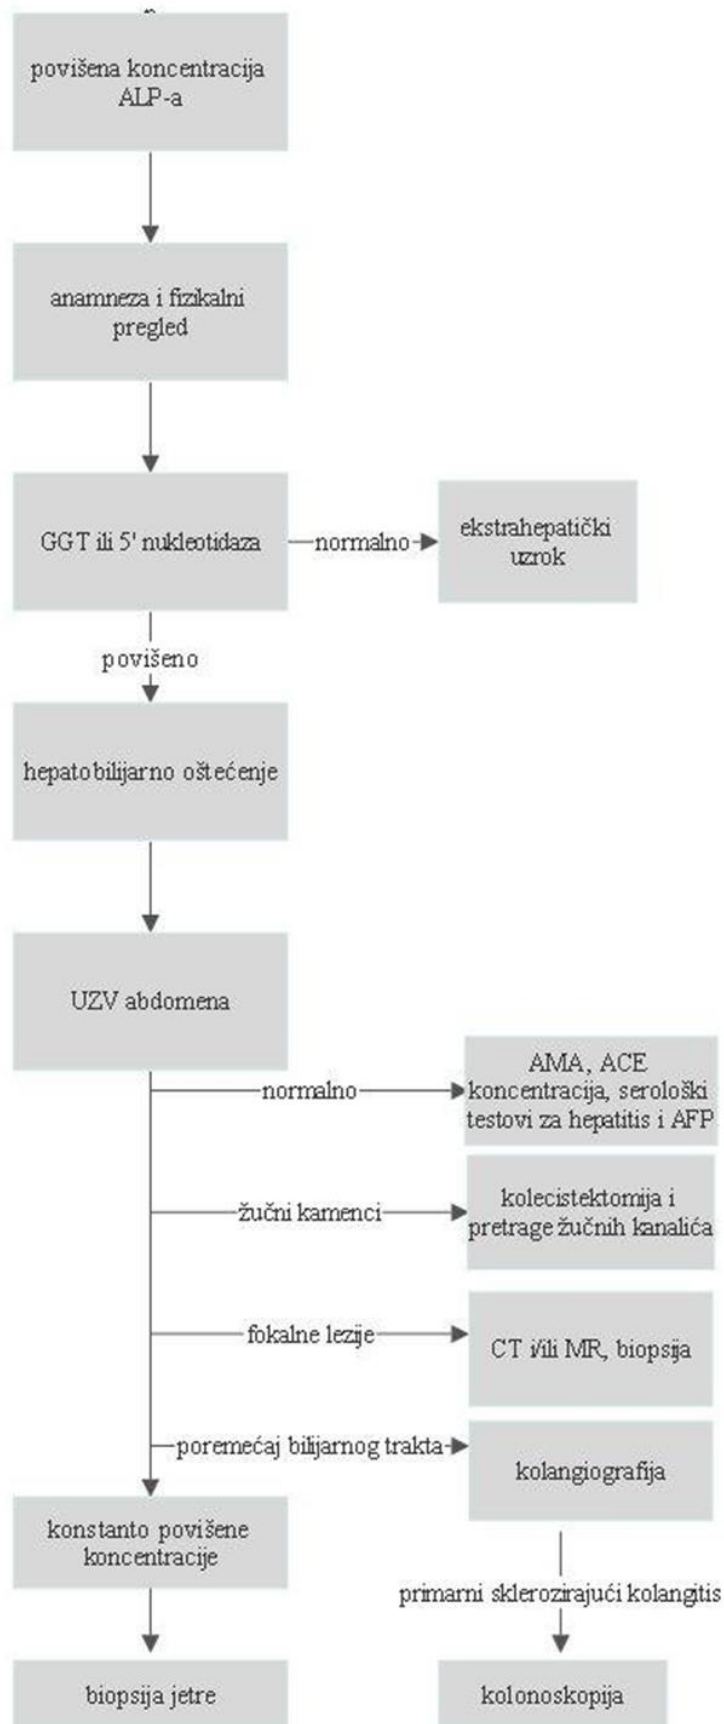 povišena koncentracija
ALP-a
anamneza i fizikalni
pregled
GGT ili 5' nukleotidaza
normalno
ekstrahepatički
uzrok
povišeno
hepatobilijarno oštećenje
UZV abdomena
normalno
AMA, ACE
koncentracija, serološki
testovi za hepatitis i AFP
žučni kamenci
kolecistektomija i
pretrage žučnih kanalića
fokalne lezije
CT i/ili MR, biopsija
poremećaj bilijarnog trakta
kolangiografija
konstanto povišene
koncentracije
primarni sklerozirajući kolangitis
biopsija jetre
kolonoskopija